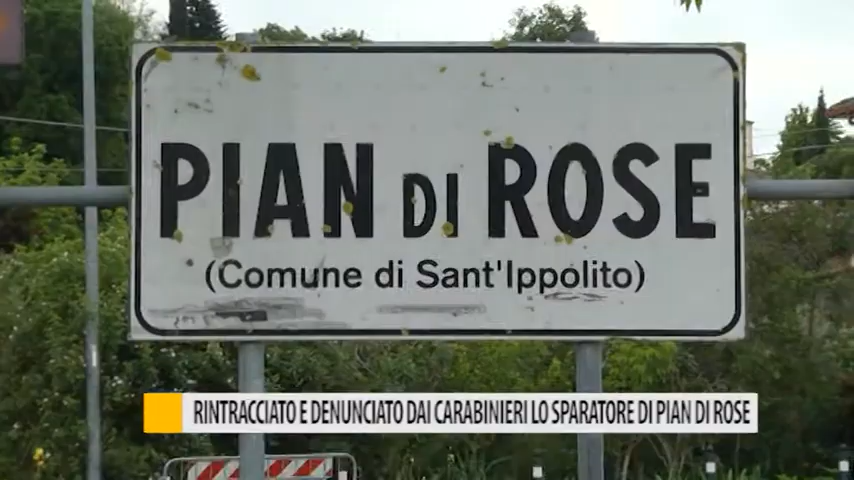 PIAN DI ROSE
(Comune di Sant'Ippolito)
RINTRACCIATO E DENUNCIATO DAI CARABINIERI LO SPARATORE DI PIAN DI ROSE